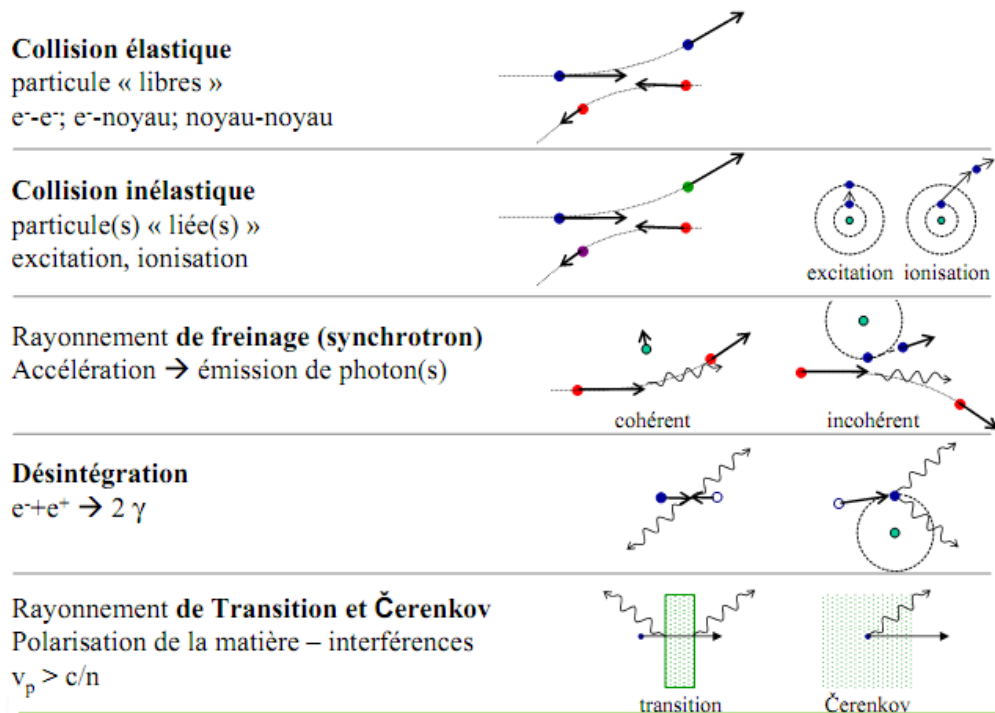 Collision élastique
particule « libres »
e⁻-e⁻; e⁻-noyau; noyau-noyau
Collision inélastique
particule(s) « liée(s) »
excitation, ionisation
excitation ionisation
Rayonnement de freinage (synchrotron)
Accélération → émission de photon(s)
cohérent incohérent
Désintégration
e⁻+e⁺ → 2 γ
Rayonnement de Transition et Čerenkov
Polarisation de la matière – interférences
vₚ > c/n
transition Čerenkov